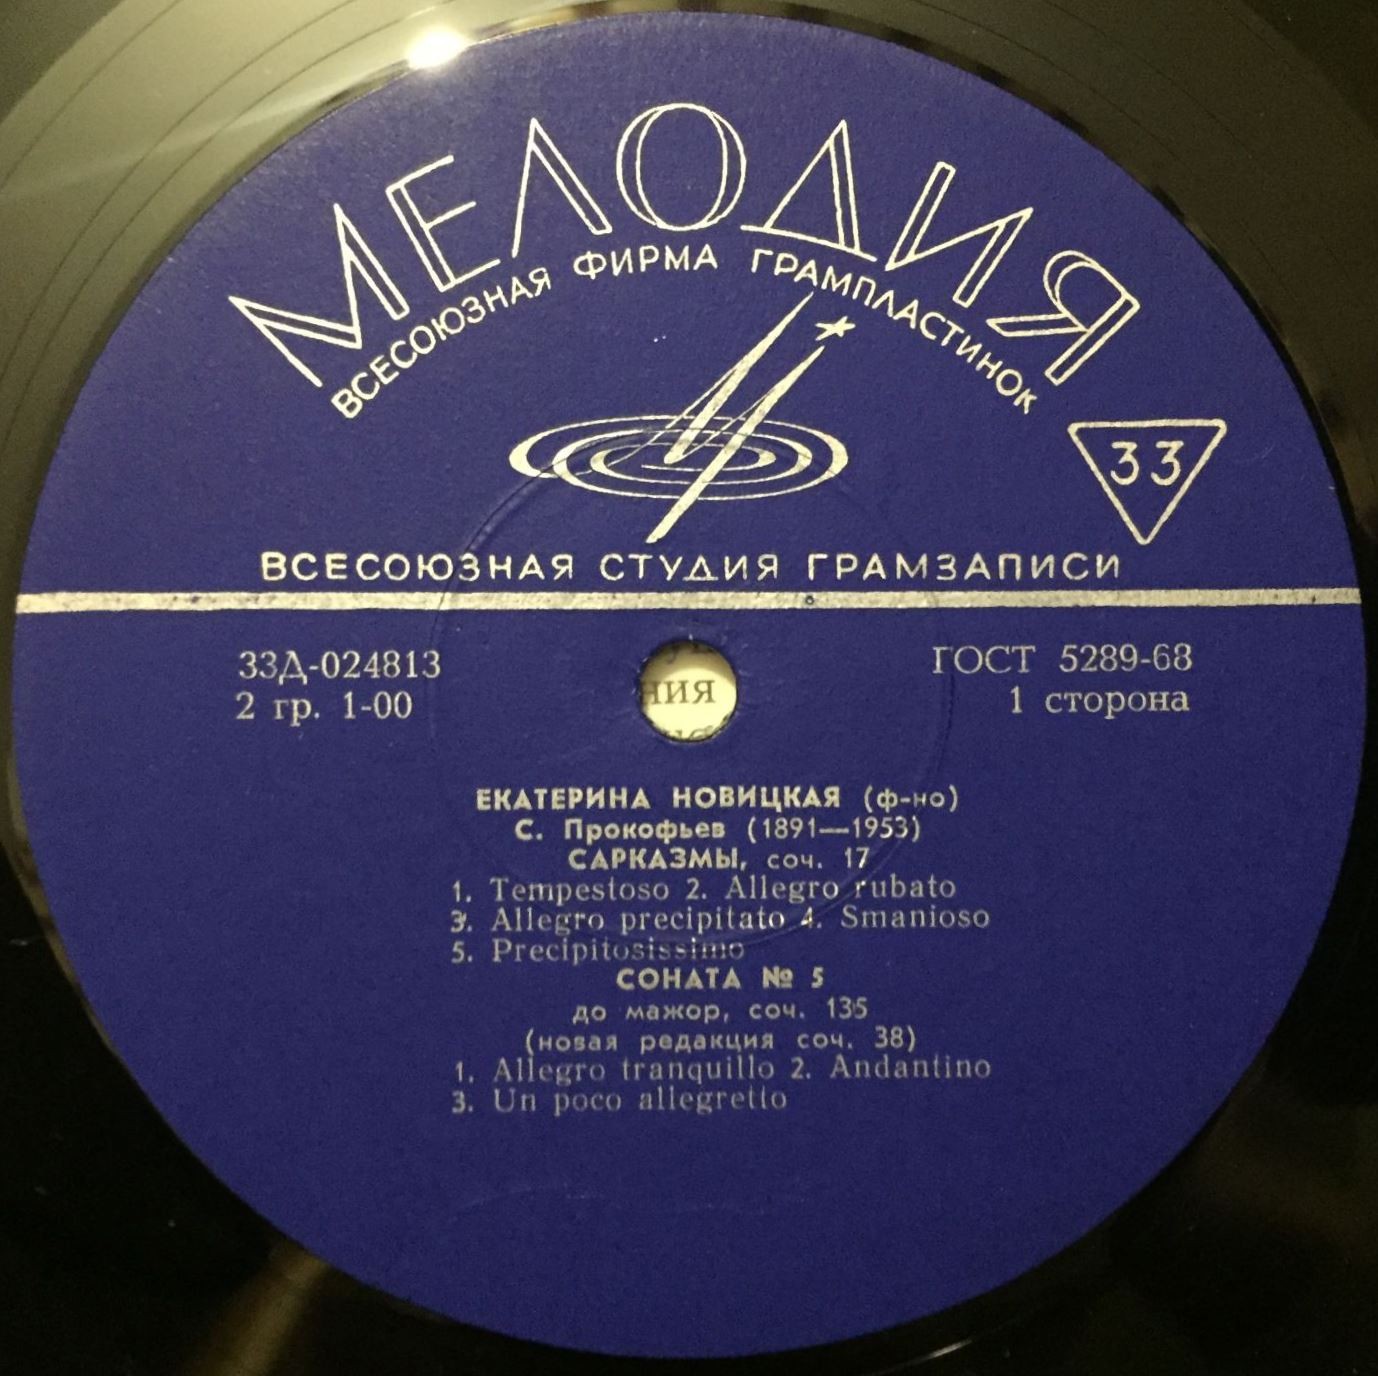 МЕЛОДИЯ
ВСЕСОЮЗНАЯ ФИРМА ГРАМПЛАСТИНОК
33
ВСЕСОЮЗНАЯ СТУДИЯ ГРАМЗАПИСИ
33Д-024813
ГОСТ 5289-68
2 гр. 1-00
1 сторона
ния
ЕКАТЕРИНА НОВИЦКАЯ (ф-но)
С. Прокофьев (1891—1953)
САРКАЗМЫ, соч. 17
1. Tempestoso 2. Allegro rubato
3. Allegro precipitato 4. Smanioso
5. Precipitosissimo
СОНАТА № 5
до мажор, соч. 135
(новая редакция соч. 38)
1. Allegro tranquillo 2. Andantino
3. Un poco allegretto